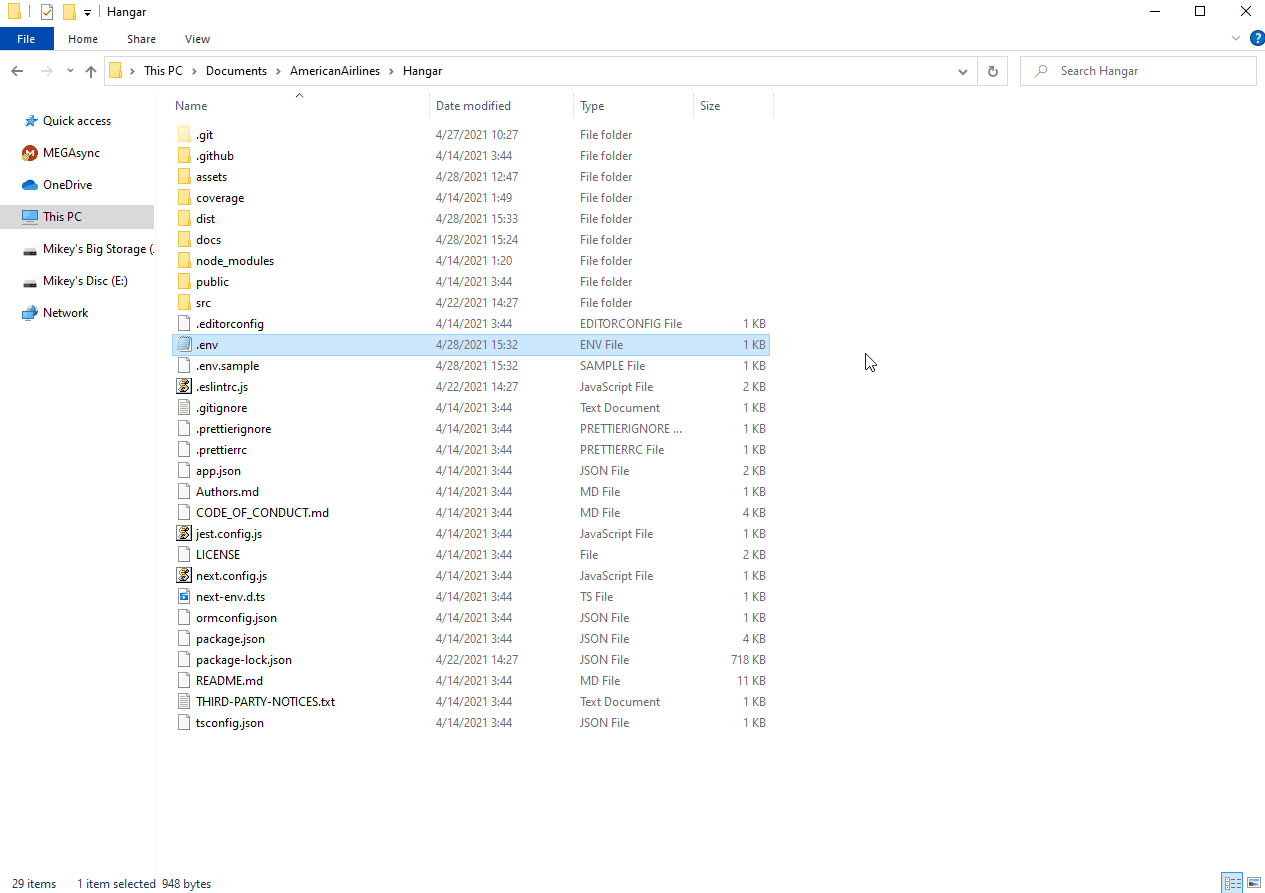 Hangar
File Home Share View
This PC > Documents > AmericanAirlines > Hangar
Search Hangar
Name Date modified Type Size
Quick access
MEGAsync
OneDrive
This PC
Mikey's Big Storage (
Mikey's Disc (E:)
Network
.git 4/27/2021 10:27 File folder
.github 4/14/2021 3:44 File folder
assets 4/28/2021 12:47 File folder
coverage 4/14/2021 1:49 File folder
dist 4/28/2021 15:33 File folder
docs 4/28/2021 15:24 File folder
node_modules 4/14/2021 1:20 File folder
public 4/14/2021 3:44 File folder
src 4/22/2021 14:27 File folder
.editorconfig 4/14/2021 3:44 EDITORCONFIG File 1 KB
.env 4/28/2021 15:32 ENV File 1 KB
.env.sample 4/28/2021 15:32 SAMPLE File 1 KB
.eslintrc.js 4/22/2021 14:27 JavaScript File 2 KB
.gitignore 4/14/2021 3:44 Text Document 1 KB
.prettierignore 4/14/2021 3:44 PRETTIERIGNORE ... 1 KB
.prettierrc 4/14/2021 3:44 PRETTIERRC File 1 KB
app.json 4/14/2021 3:44 JSON File 2 KB
Authors.md 4/14/2021 3:44 MD File 1 KB
CODE_OF_CONDUCT.md 4/14/2021 3:44 MD File 4 KB
jest.config.js 4/14/2021 3:44 JavaScript File 1 KB
LICENSE 4/14/2021 3:44 File 2 KB
next.config.js 4/14/2021 3:44 JavaScript File 1 KB
next-env.d.ts 4/14/2021 3:44 TS File 1 KB
ormconfig.json 4/14/2021 3:44 JSON File 1 KB
package.json 4/14/2021 3:44 JSON File 4 KB
package-lock.json 4/22/2021 14:27 JSON File 718 KB
README.md 4/14/2021 3:44 MD File 11 KB
THIRD-PARTY-NOTICES.txt 4/14/2021 3:44 Text Document 1 KB
tsconfig.json 4/14/2021 3:44 JSON File 1 KB
29 items 1 item selected 948 bytes